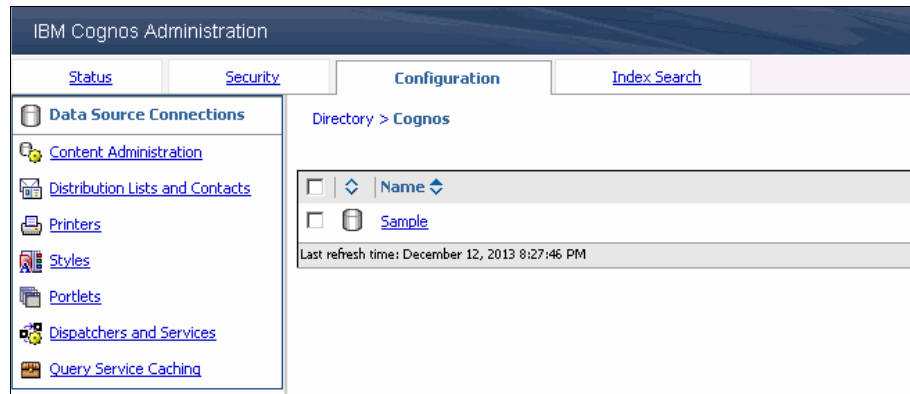 IBM Cognos Administration
Status Security Configuration Index Search
Data Source Connections
Content Administration
Distribution Lists and Contacts
Printers
Styles
Portlets
Dispatchers and Services
Query Service Caching
Directory > Cognos
Name
Sample
Last refresh time: December 12, 2013 8:27:46 PM